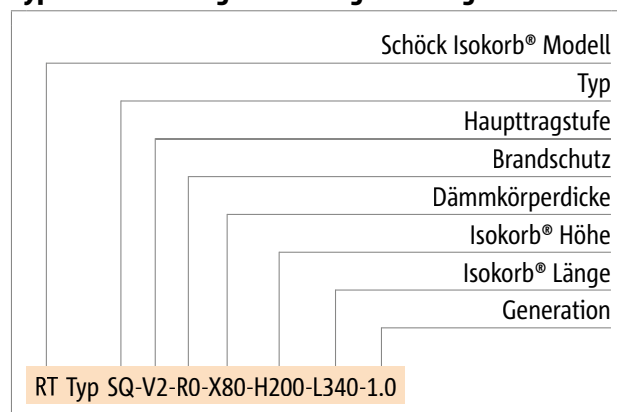 Schöck Isokorb® Modell
Typ
Haupttragstufe
Brandschutz
Dämmkörperdicke
Isokorb® Höhe
Isokorb® Länge
Generation
RT Typ SQ-V2-R0-X80-H200-L340-1.0